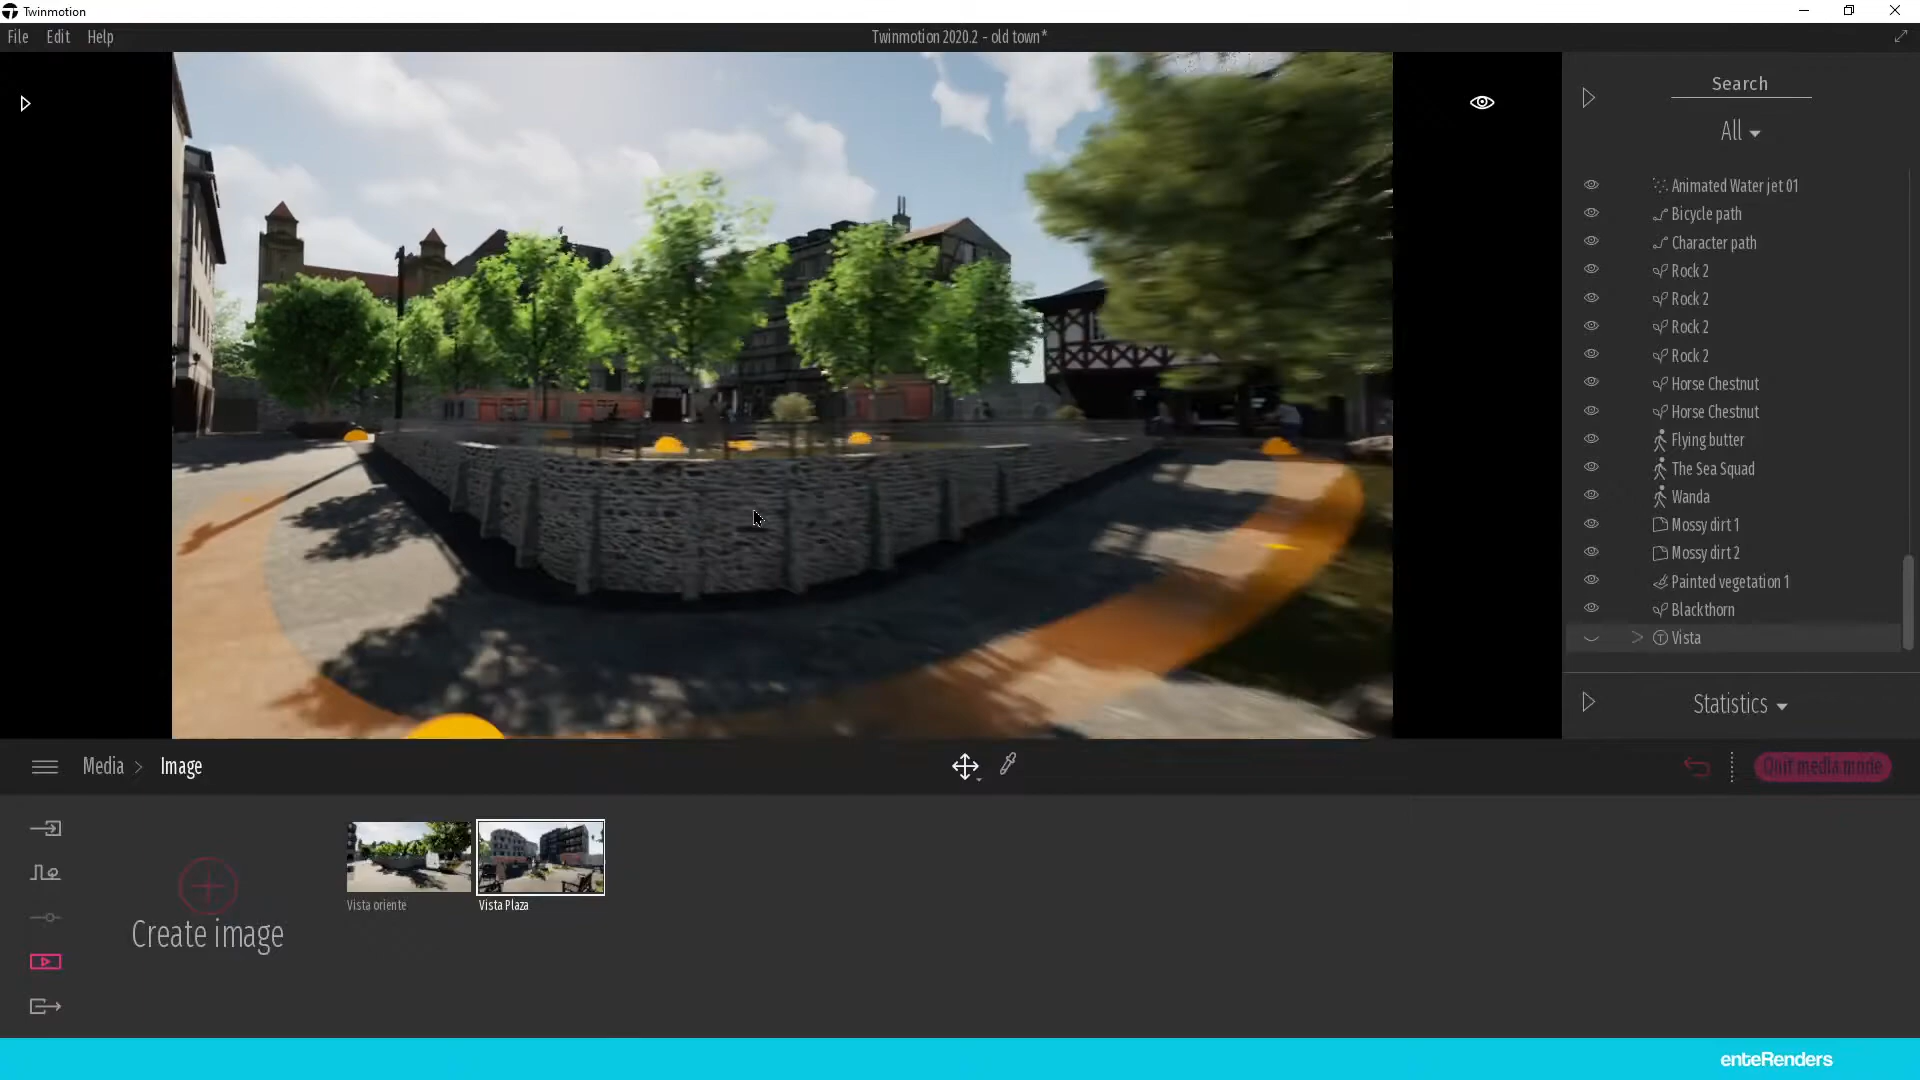 Twinmotion
File Edit Help
Twinmotion 2020.2 - old town*
Search
All
Animated Water jet 01
Bicycle path
Character path
Rock 2
Rock 2
Rock 2
Rock 2
Horse Chestnut
Horse Chestnut
Flying butter
The Sea Squad
Wanda
Mossy dirt 1
Mossy dirt 2
Painted vegetation 1
Blackthorn
> Vista
Statistics
Media > Image
Quit media mode
Create image
Vista oriente
Vista Plaza
enteRenders